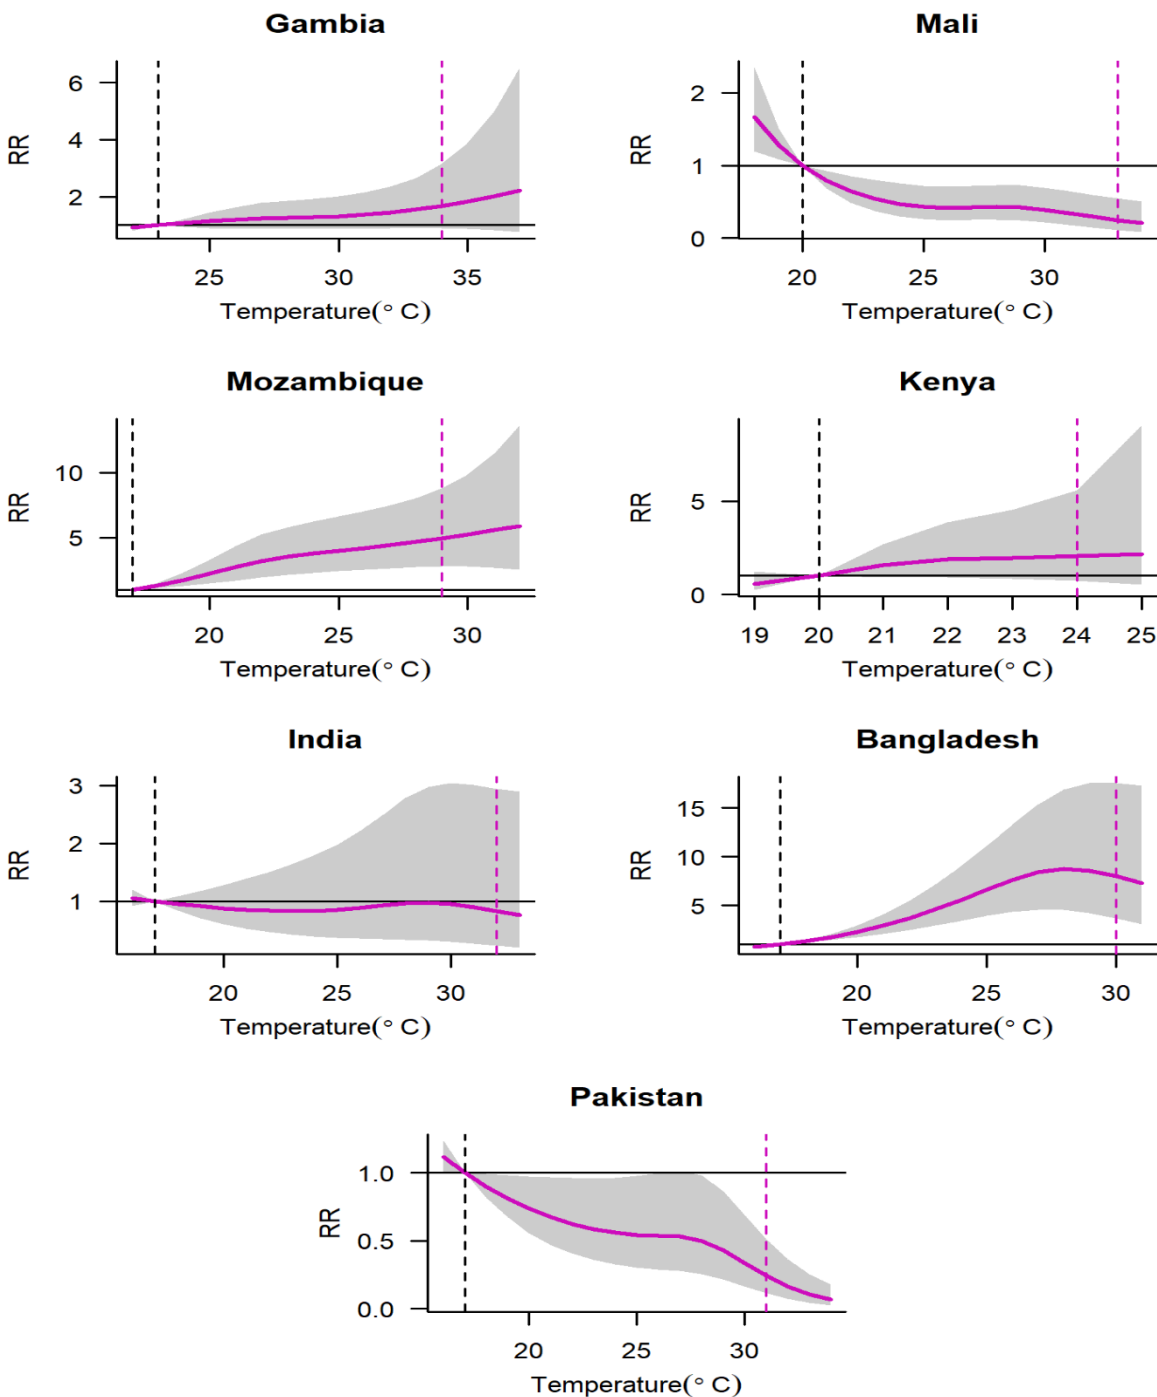 Gambia
RR
6
4
2
25 30 35
Temperature(° C)
Mali
RR
2
1
0
20 25 30
Temperature(° C)
Mozambique
RR
10
5
20 25 30
Temperature(° C)
Kenya
RR
5
0
19 20 21 22 23 24 25
Temperature(° C)
India
RR
3
2
1
20 25 30
Temperature(° C)
Bangladesh
RR
15
10
5
20 25 30
Temperature(° C)
Pakistan
RR
1.0
0.5
0.0
20 25 30
Temperature(° C)